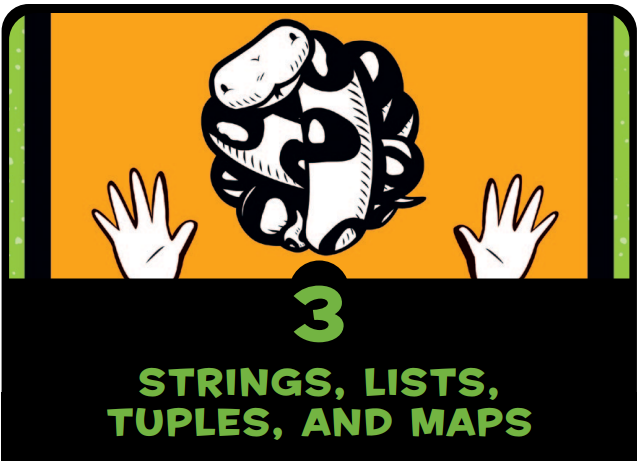 3
STRINGS, LISTS,
TUPLES, AND MAPS